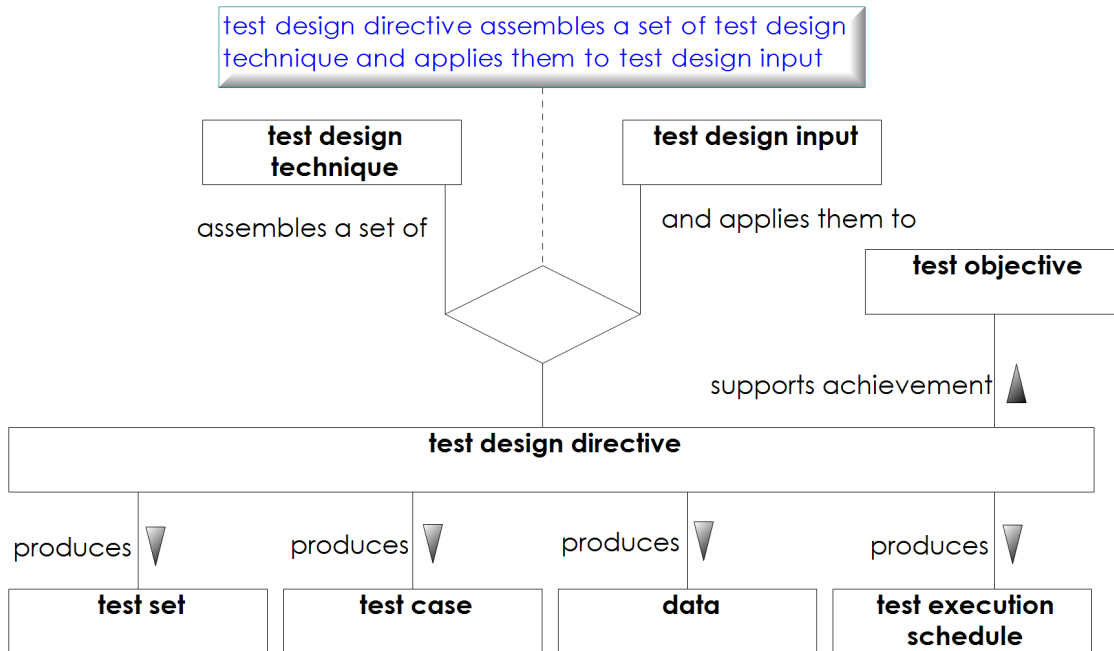 test design directive assembles a set of test design
technique and applies them to test design input
test design
technique
test design input
assembles a set of
and applies them to
test objective
supports achievement
test design directive
produces
produces
produces
produces
test set
test case
data
test execution
schedule